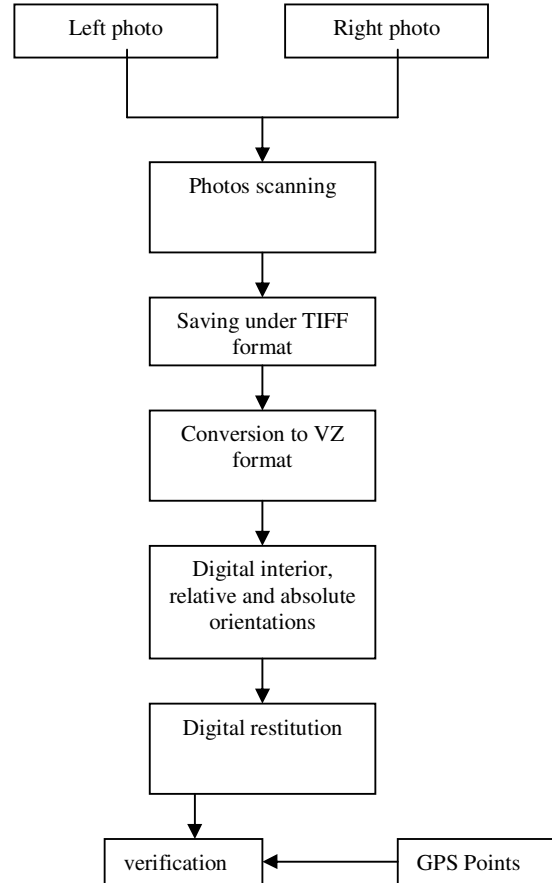 Left photo
Right photo
Photos scanning
Saving under TIFF
format
Conversion to VZ
format
Digital interior,
relative and absolute
orientations
Digital restitution
verification
GPS Points